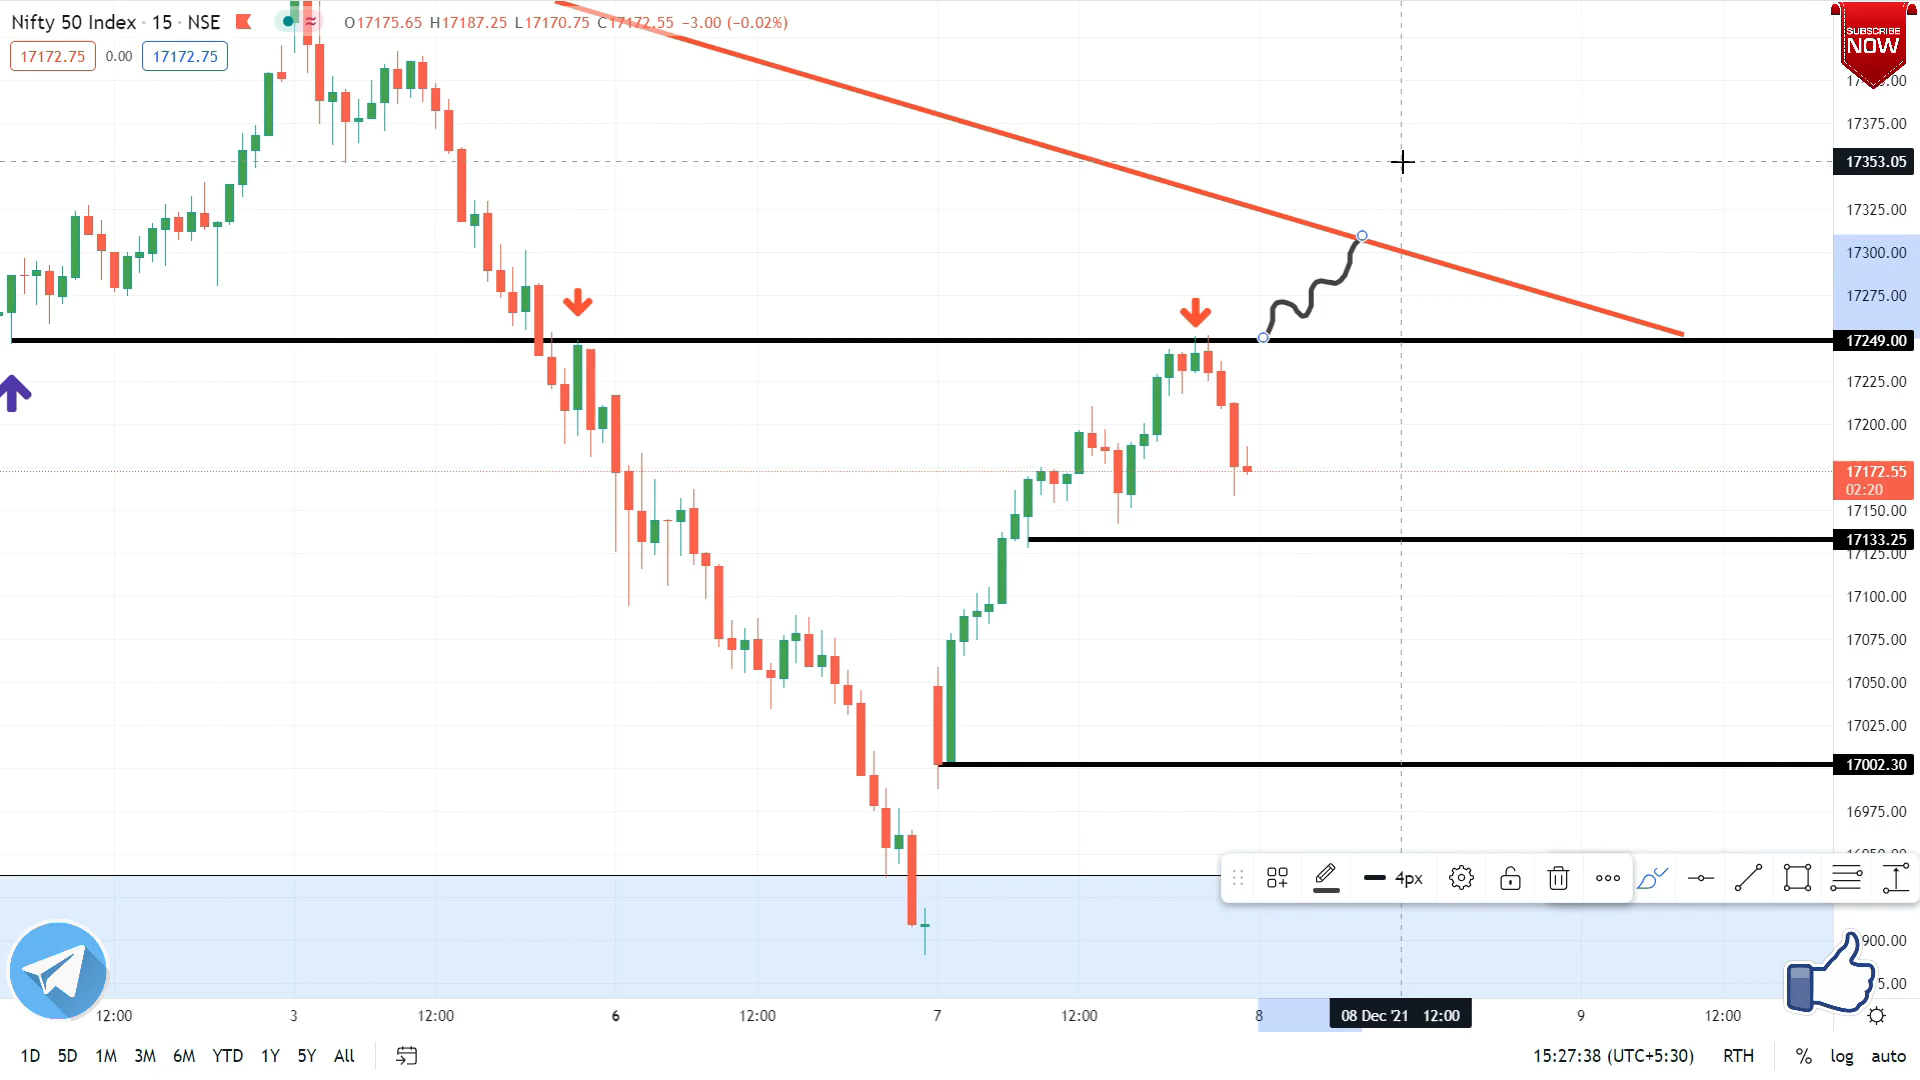 Nifty 50 Index · 15 · NSE
O17175.65 H17187.25 L17170.75 C17172.55 −3.00 (−0.02%)
17172.75 0.00 17172.75
SUBSCRIBE
NOW
17375.00
17353.05
17325.00
17300.00
17275.00
17249.00
17225.00
17200.00
17172.55
02:20
17150.00
17133.25
17125.00
17100.00
17075.00
17050.00
17025.00
17002.30
16975.00
4px
12:00 3 12:00 6 12:00 7 12:00 8 08 Dec '21 12:00 9 12:00
1D 5D 1M 3M 6M YTD 1Y 5Y All
15:27:38 (UTC+5:30) RTH % log auto